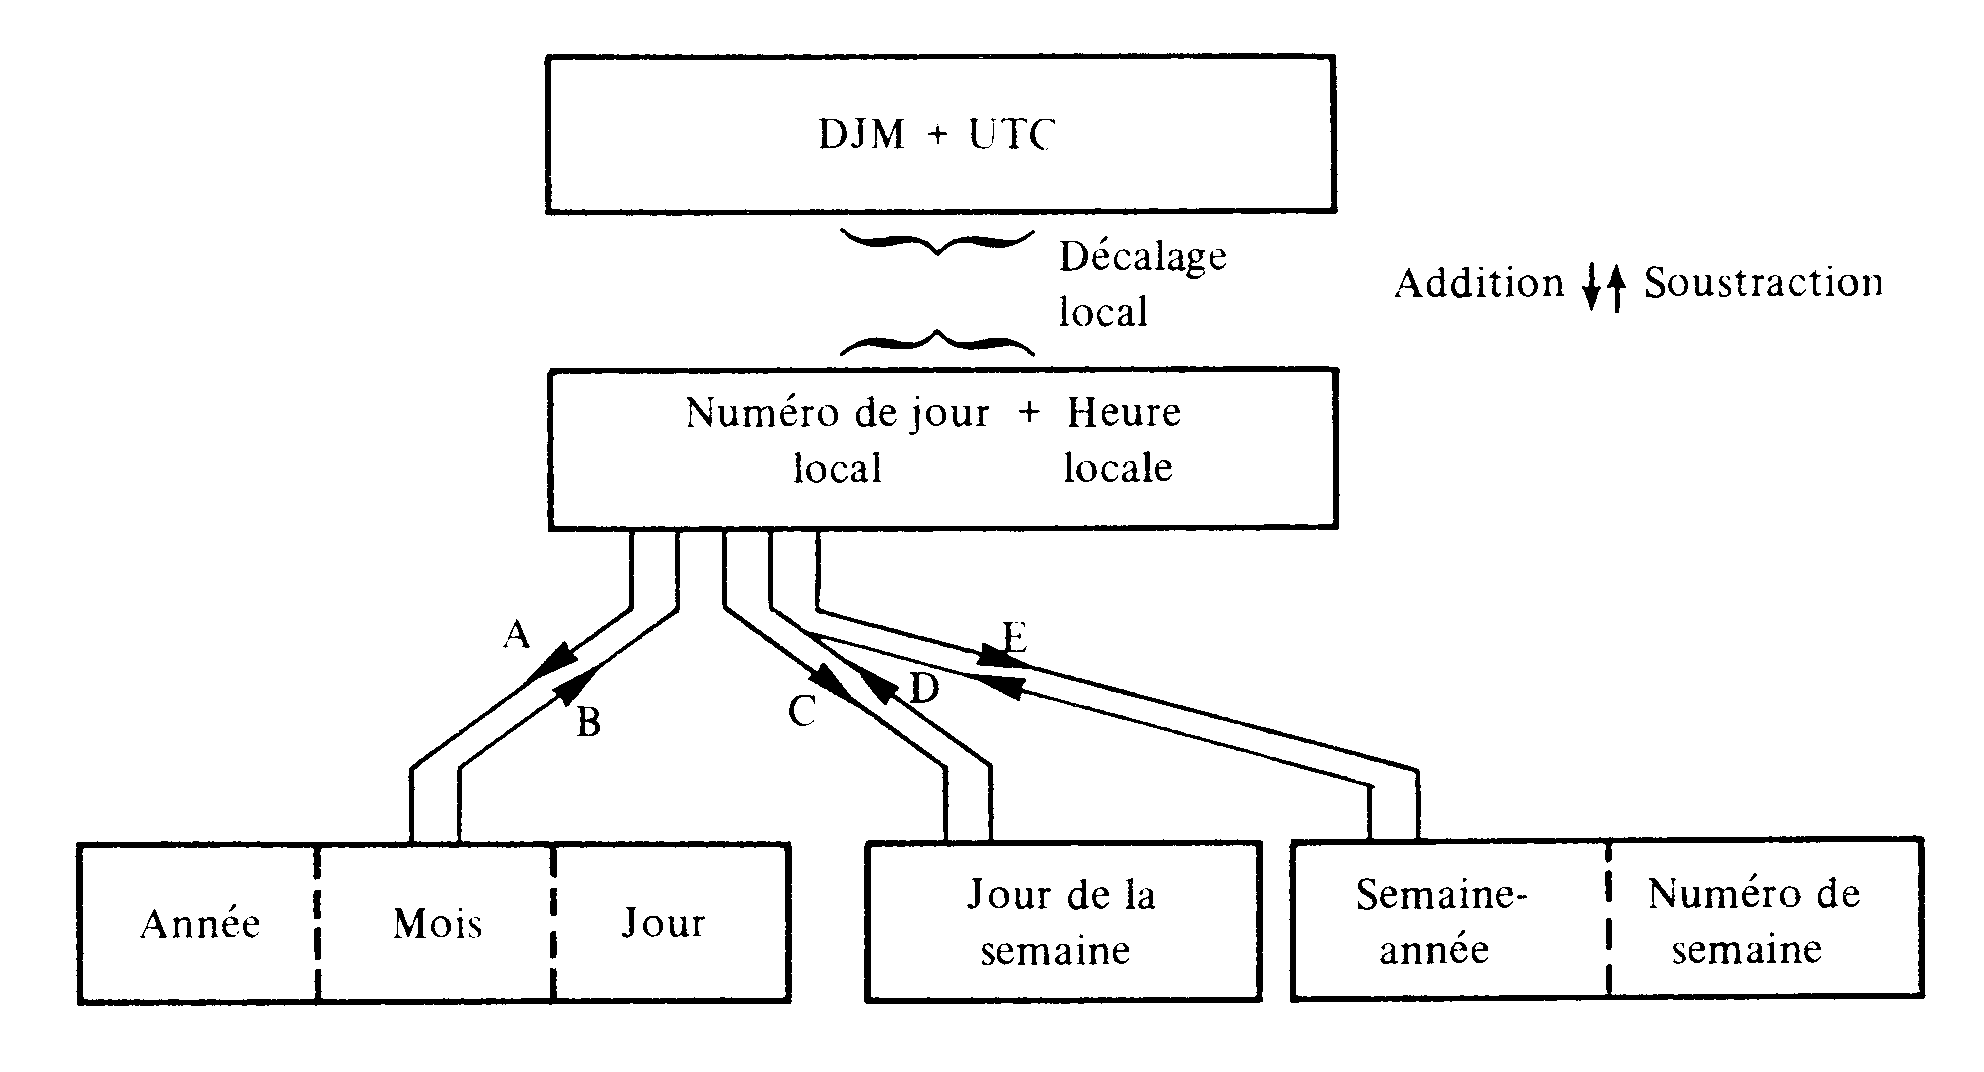 DJM + UTC
Décalage
local
Addition ↓↑ Soustraction
Numéro de jour + Heure
local locale
A
B
C
D
E
Année
Mois
Jour
Jour de la
semaine
Semaine-
année
Numéro de
semaine